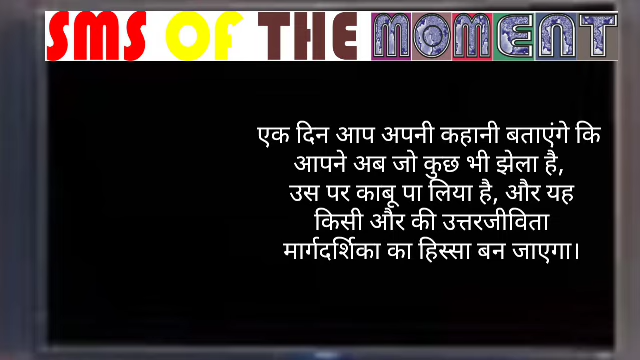 SMS OF THE MOMENT
एक दिन आप अपनी कहानी बताएंगे कि
आपने अब जो कुछ भी झेला है,
उस पर काबू पा लिया है, और यह
किसी और की उत्तरजीविता
मार्गदर्शिका का हिस्सा बन जाएगा।